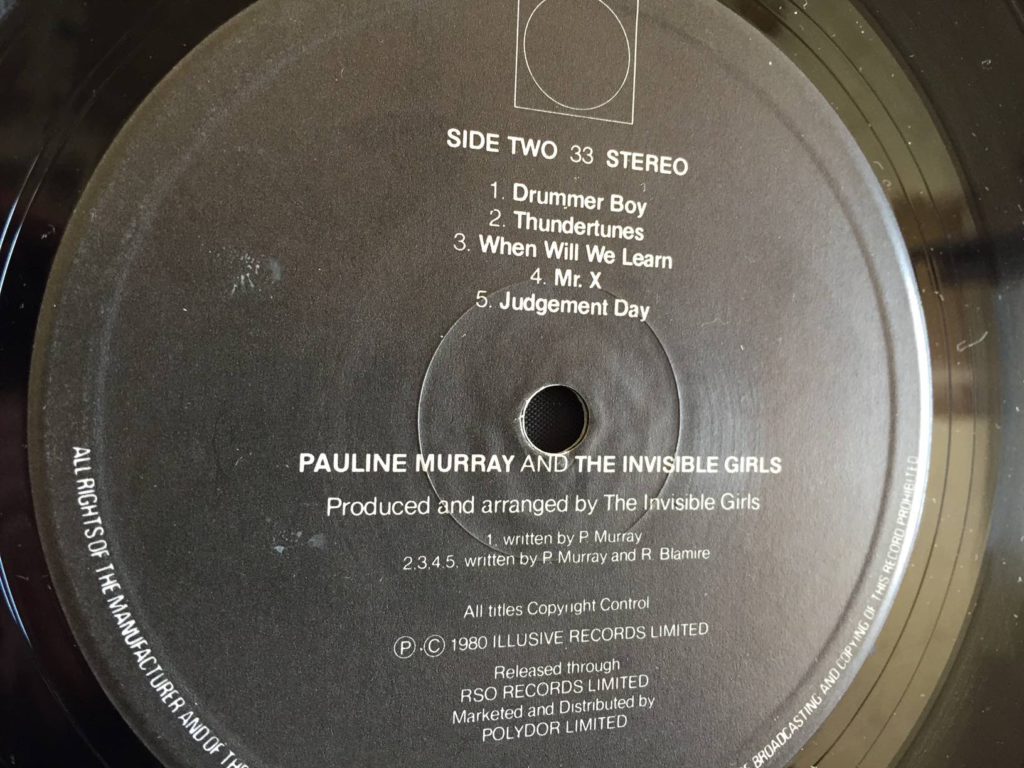 SIDE TWO 33 STEREO
1. Drummer Boy
2. Thundertunes
3. When Will We Learn
4. Mr. X
5. Judgement Day
PAULINE MURRAY AND THE INVISIBLE GIRLS
Produced and arranged by The Invisible Girls
1. written by P. Murray
2.3.4.5. written by P. Murray and R. Blamire
All titles Copyright Control
Ⓟ.Ⓒ 1980 ILLUSIVE RECORDS LIMITED
Released through
RSO RECORDS LIMITED
Marketed and Distributed by
POLYDOR LIMITED
ALL RIGHTS OF THE MANUFACTURER AND OF THE
BROADCASTING AND COPYING OF THIS RECORD PROHIBITED